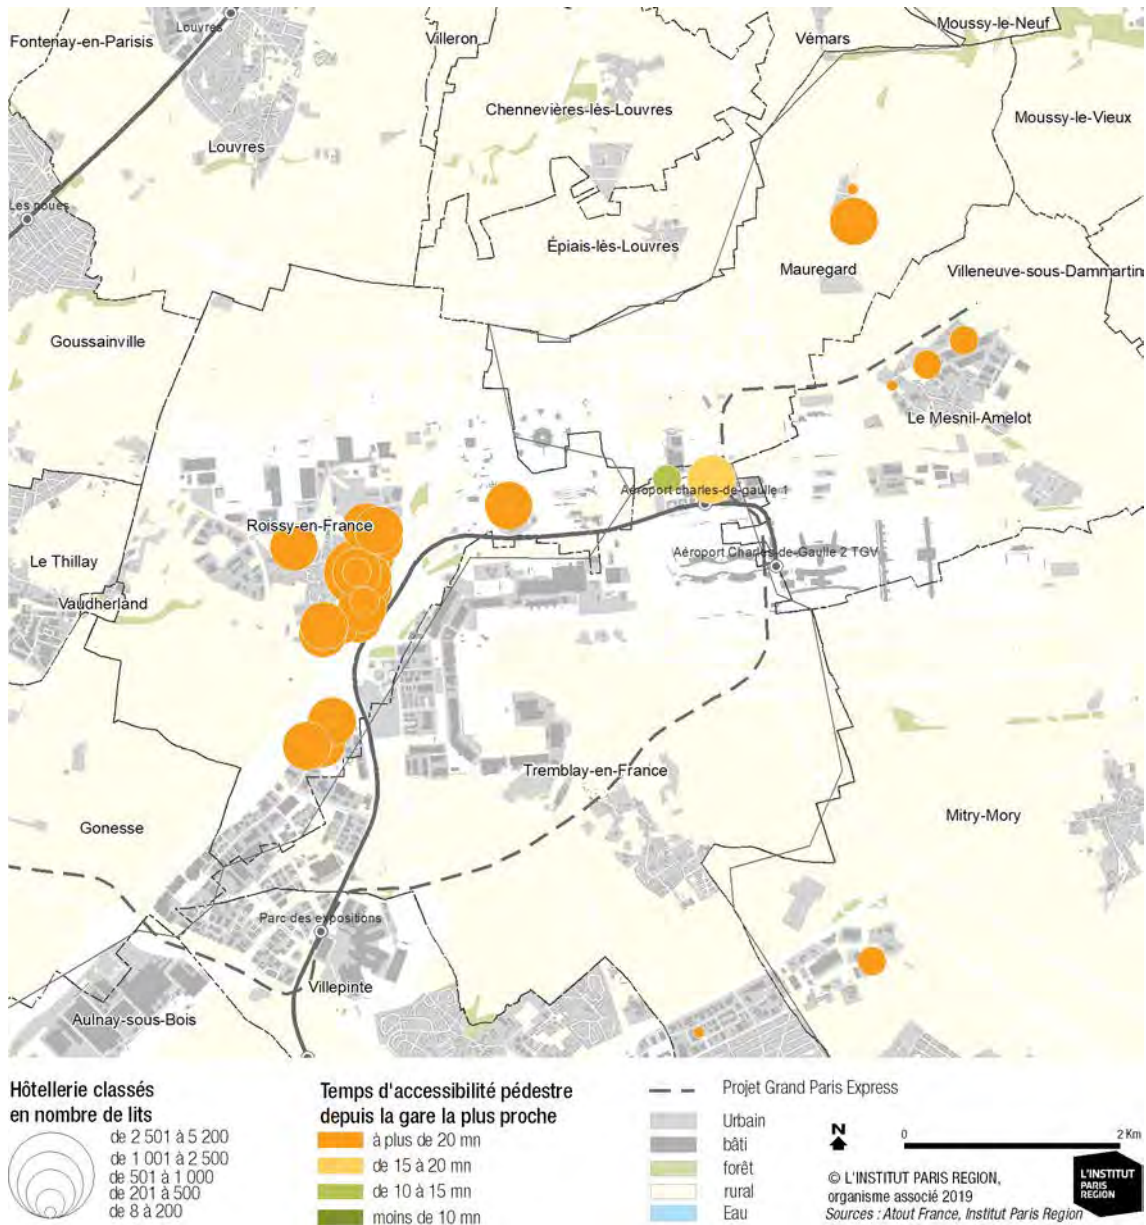 Louvres
Moussy-le-Neuf
Fontenay-en-Parisis
Villeron
Vémars
Chennevières-lès-Louvres
Moussy-le-Vieux
Louvres
Les noues
Épiais-lès-Louvres
Mauregard
Villeneuve-sous-Dammartin
Goussainville
Le Mesnil-Amelot
Aéroport charles-de-gaulle 1
Roissy-en-France
Le Thillay
Aéroport Charles-de-Gaulle 2 TGV
Vaudherland
Tremblay-en-France
Gonesse
Mitry-Mory
Parc des expositions
Villepinte
Aulnay-sous-Bois
Hôtellerie classés
en nombre de lits
de 2 501 à 5 200
de 1 001 à 2 500
de 501 à 1 000
de 201 à 500
de 8 à 200
Temps d'accessibilité pédestre
depuis la gare la plus proche
à plus de 20 mn
de 15 à 20 mn
de 10 à 15 mn
moins de 10 mn
Projet Grand Paris Express
Urbain
bâti
forêt
rural
Eau
N
0 2 Km
© L'INSTITUT PARIS REGION,
organisme associé 2019
Sources : Atout France, Institut Paris Region
L'INSTITUT
PARIS
REGION